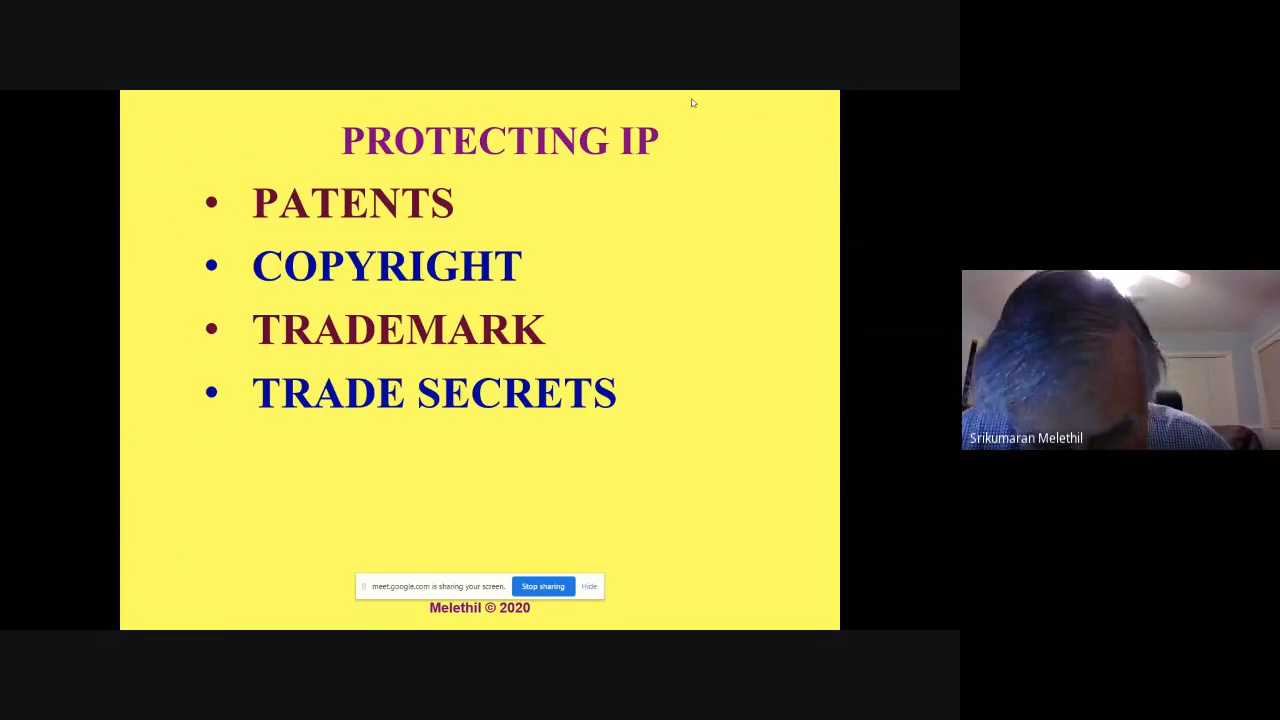 PROTECTING IP
• PATENTS
• COPYRIGHT
• TRADEMARK
• TRADE SECRETS
meet.google.com is sharing your screen. Stop sharing Hide
Melethil © 2020
Srikumaran Melethil